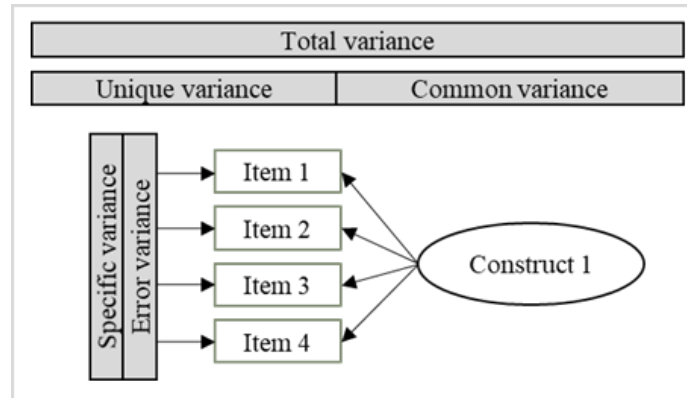 Total variance
Unique variance
Common variance
Specific variance
Error variance
Item 1
Item 2
Item 3
Item 4
Construct 1